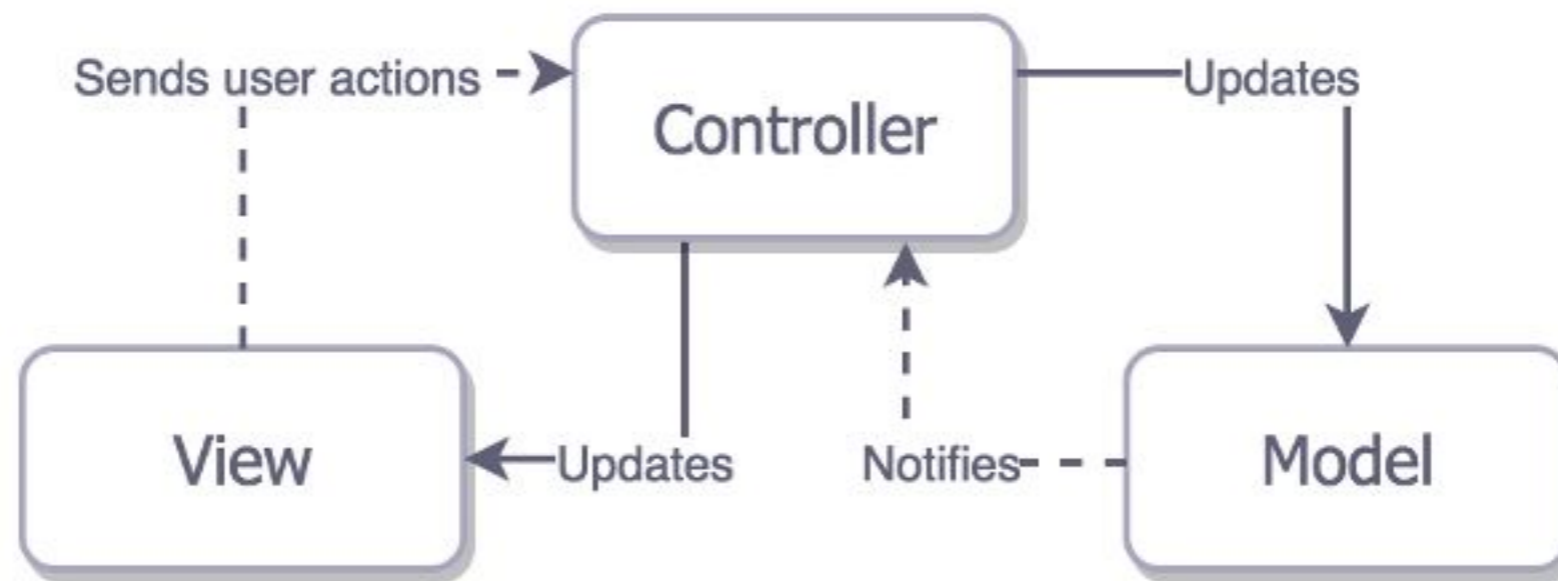 Sends user actions
Controller
Updates
View
Updates
Notifies
Model